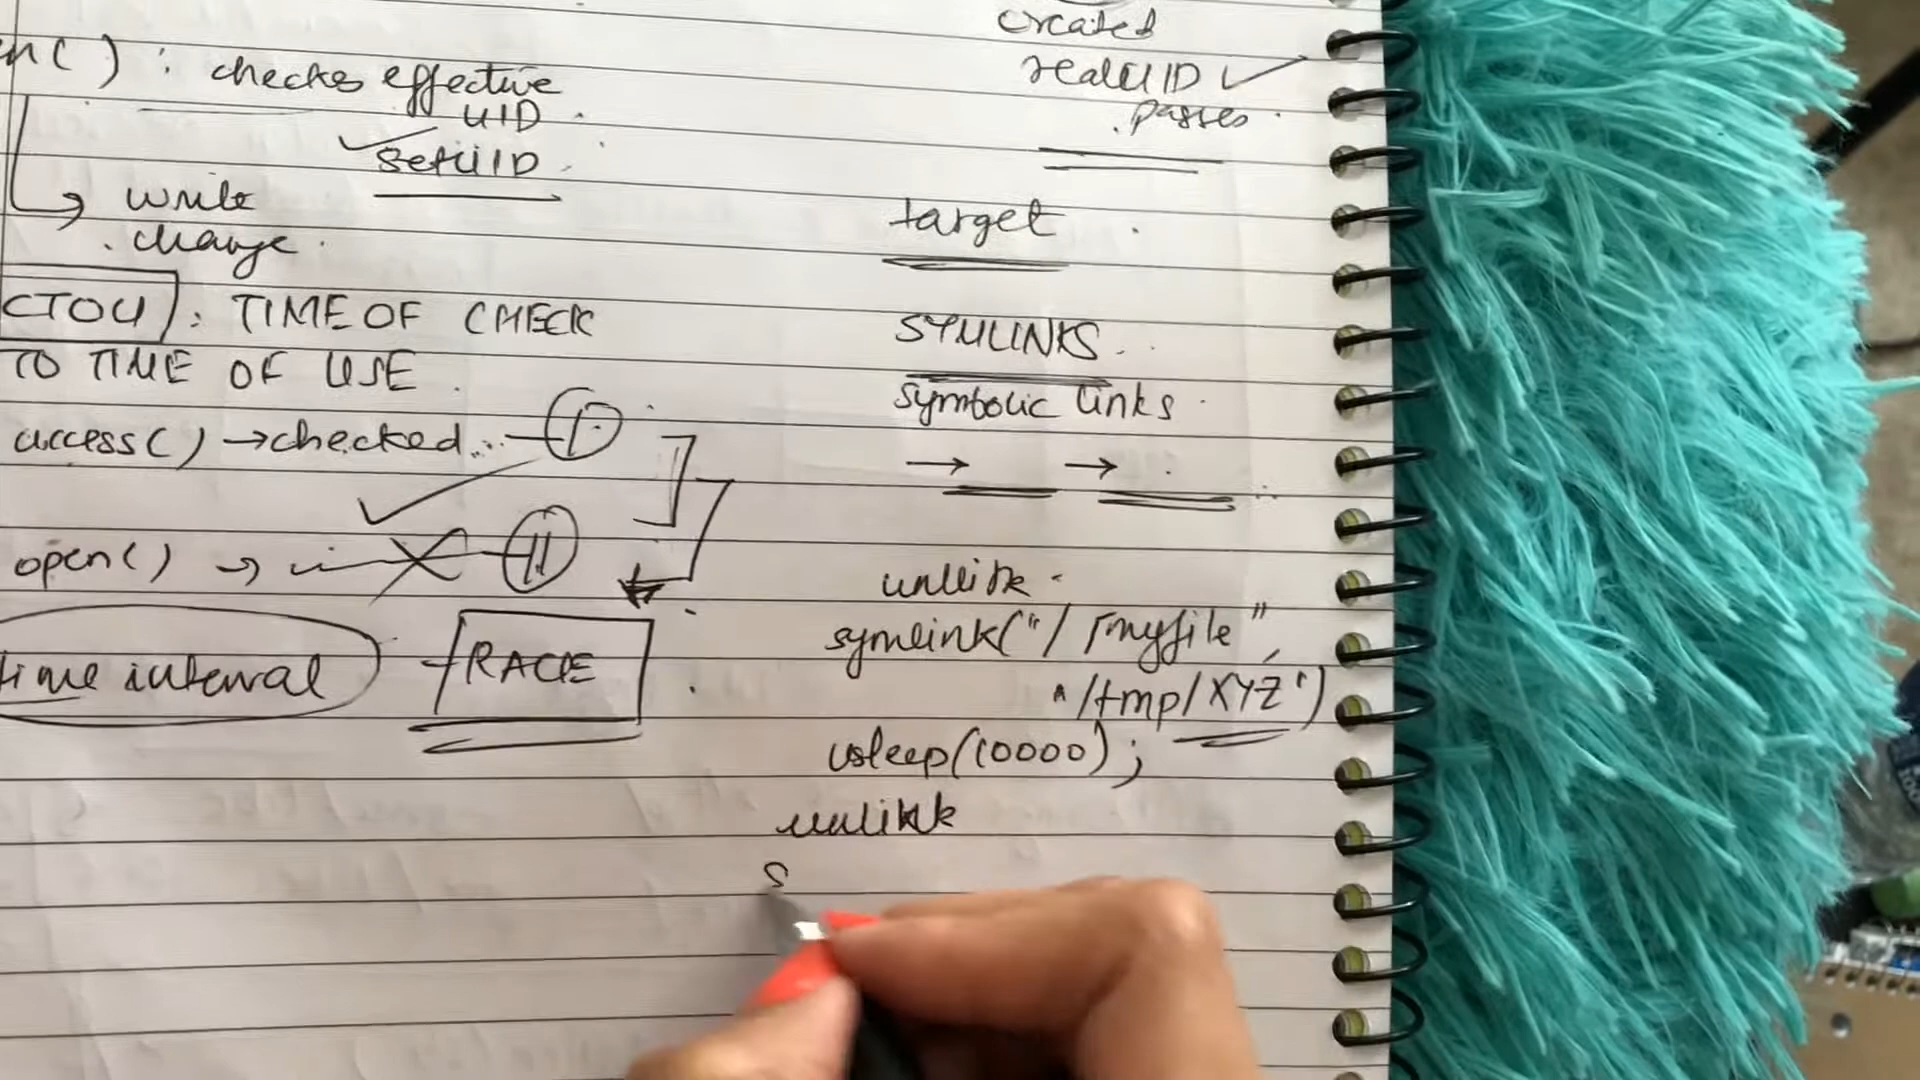 en( ) : checks effective
UID
setUID
write
change
CTOU : TIME OF CHECK
TO TIME OF USE
access( ) → checked
open( ) →
time interval
RACE
created
realUID ✓
passes
target
SYMLINKS
symbolic links
→ →
unlink
symlink("/ myfile",
"/tmp/XYZ")
usleep(10000);
unlink
s